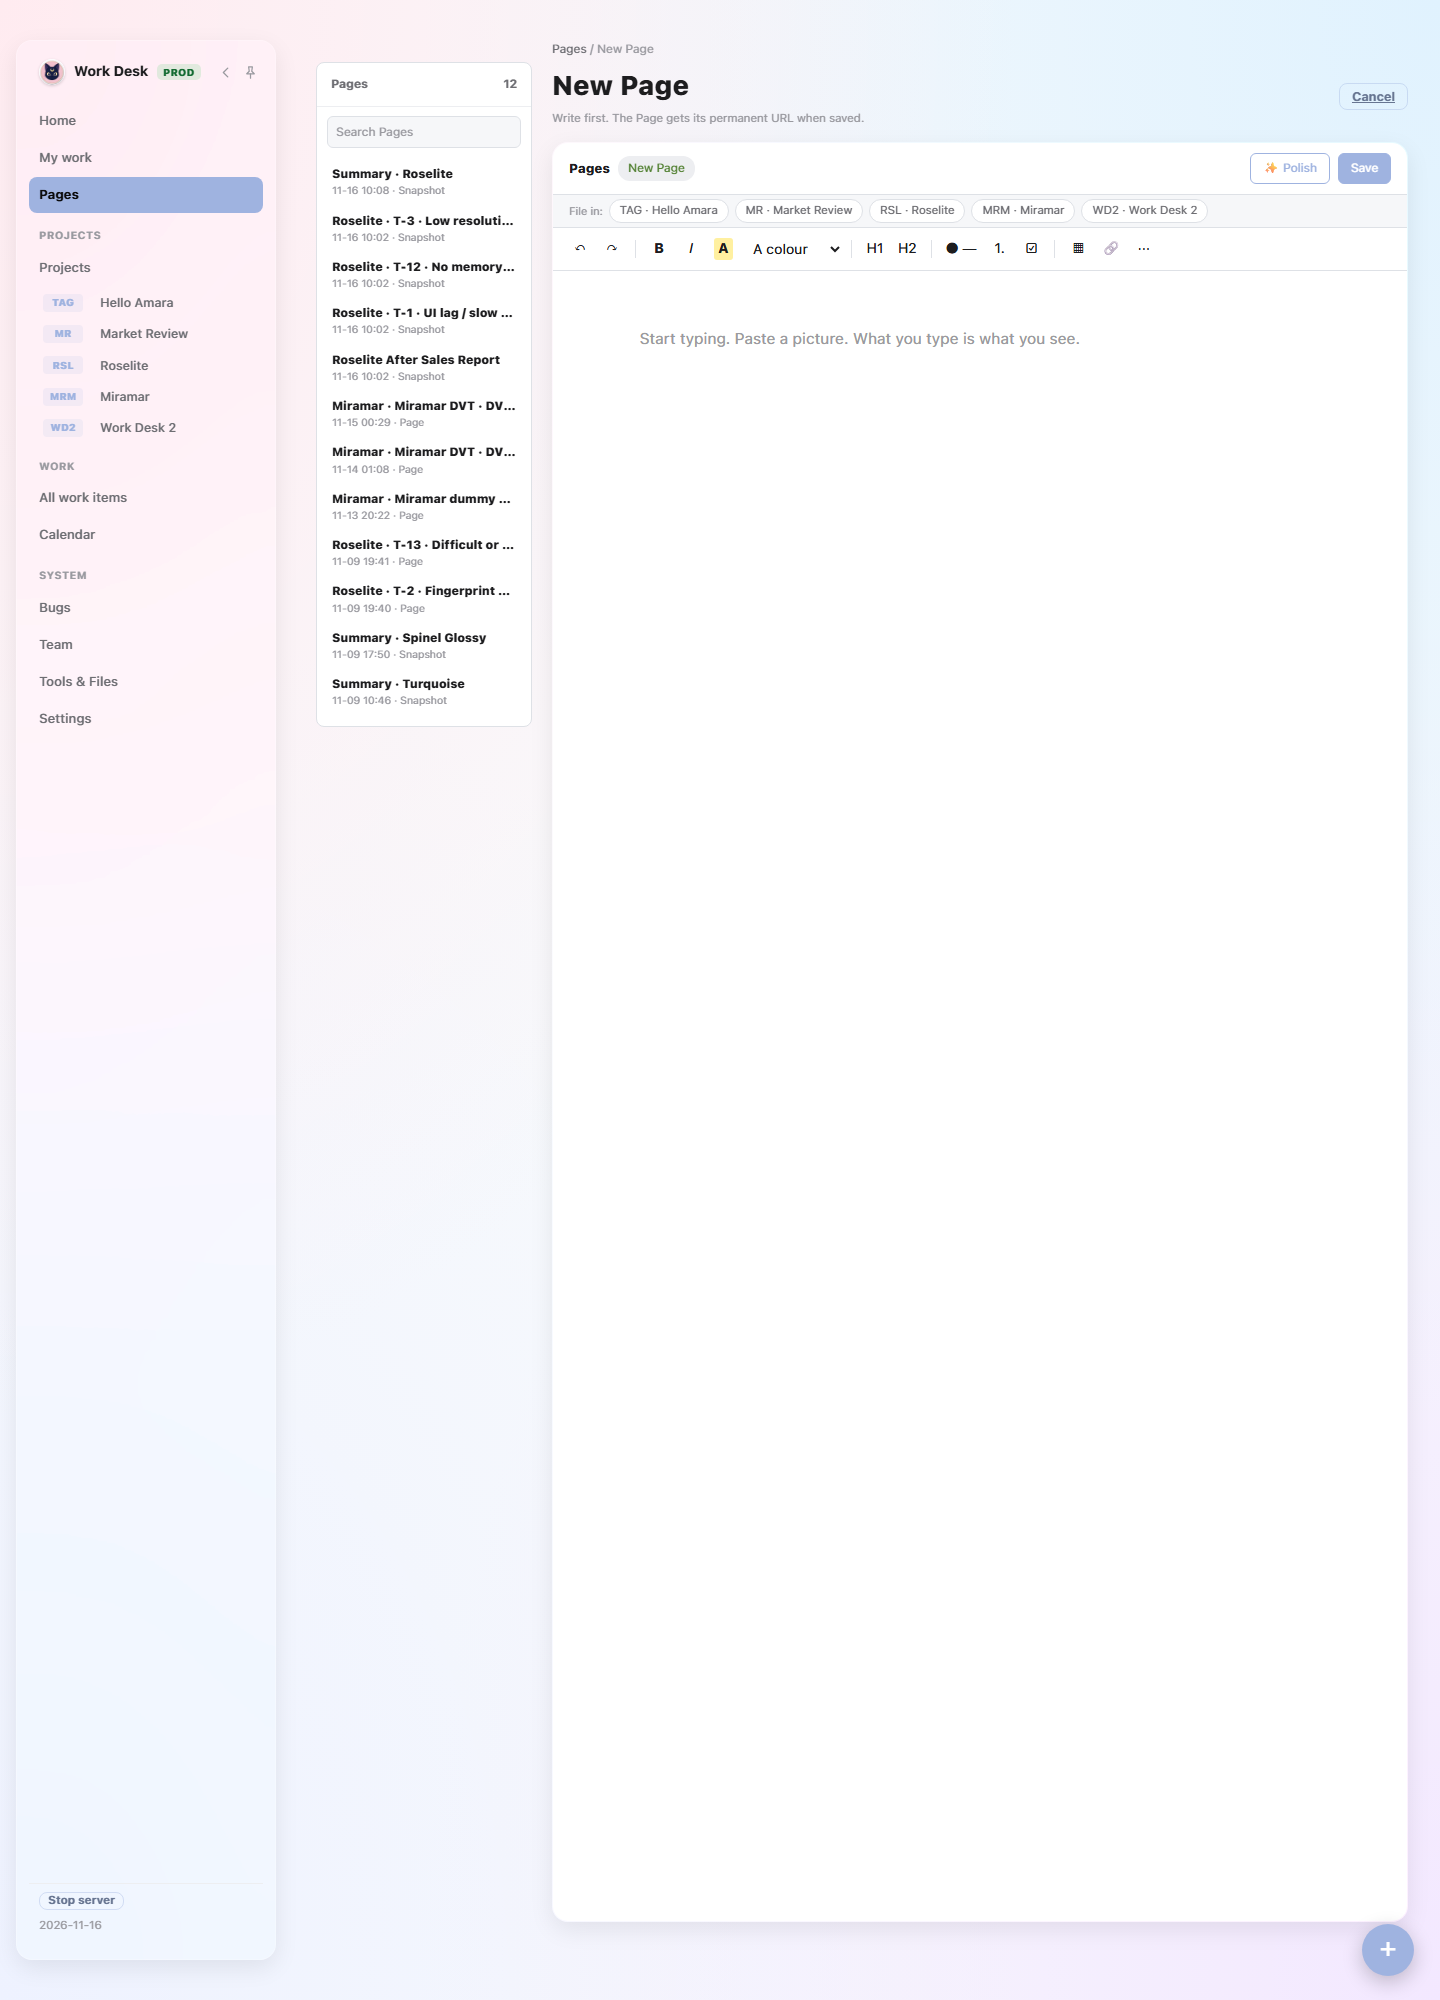 Work Desk PROD
Home
My work
Pages
PROJECTS
Projects
TAG Hello Amara
MR Market Review
RSL Roselite
MRM Miramar
WD2 Work Desk 2
WORK
All work items
Calendar
SYSTEM
Bugs
Team
Tools & Files
Settings
Stop server
2026-11-16
Pages 12
Search Pages
Summary · Roselite
11-16 10:08 · Snapshot
Roselite · T-3 · Low resoluti...
11-16 10:02 · Snapshot
Roselite · T-12 · No memory...
11-16 10:02 · Snapshot
Roselite · T-1 · UI lag / slow ...
11-16 10:02 · Snapshot
Roselite After Sales Report
11-16 10:02 · Snapshot
Miramar · Miramar DVT · DV...
11-15 00:29 · Page
Miramar · Miramar DVT · DV...
11-14 01:08 · Page
Miramar · Miramar dummy ...
11-13 20:22 · Page
Roselite · T-13 · Difficult or ...
11-09 19:41 · Page
Roselite · T-2 · Fingerprint ...
11-09 19:40 · Page
Summary · Spinel Glossy
11-09 17:50 · Snapshot
Summary · Turquoise
11-09 10:46 · Snapshot
Pages / New Page
New Page
Write first. The Page gets its permanent URL when saved.
Cancel
Pages New Page
✨ Polish Save
File in: TAG · Hello Amara MR · Market Review RSL · Roselite MRM · Miramar WD2 · Work Desk 2
↶ ↷ B I A A colour H1 H2 ● — 1. ☑ ▦ 🔗 ···
Start typing. Paste a picture. What you type is what you see.
+